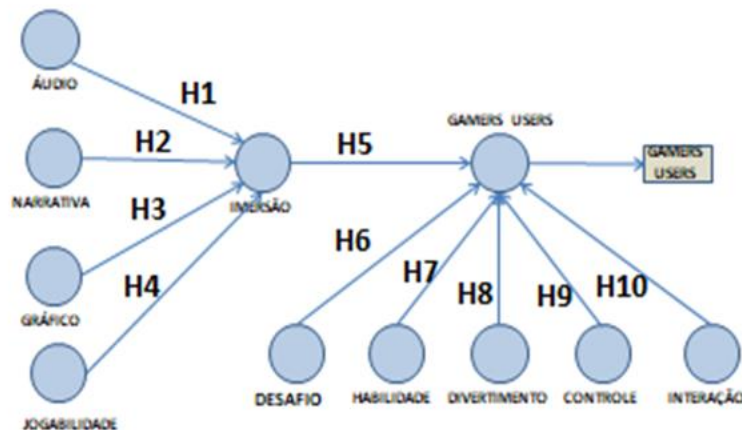 ÁUDIO
H1
GAMERS USERS
H2
H5
GAMERS
USERS
NARRATIVA
IMERSÃO
H3
H6
H4
H7
H8
H9
H10
GRÁFICO
DESAFIO
HABILIDADE
DIVERTIMENTO
CONTROLE
INTERAÇÃO
JOGABILIDADE